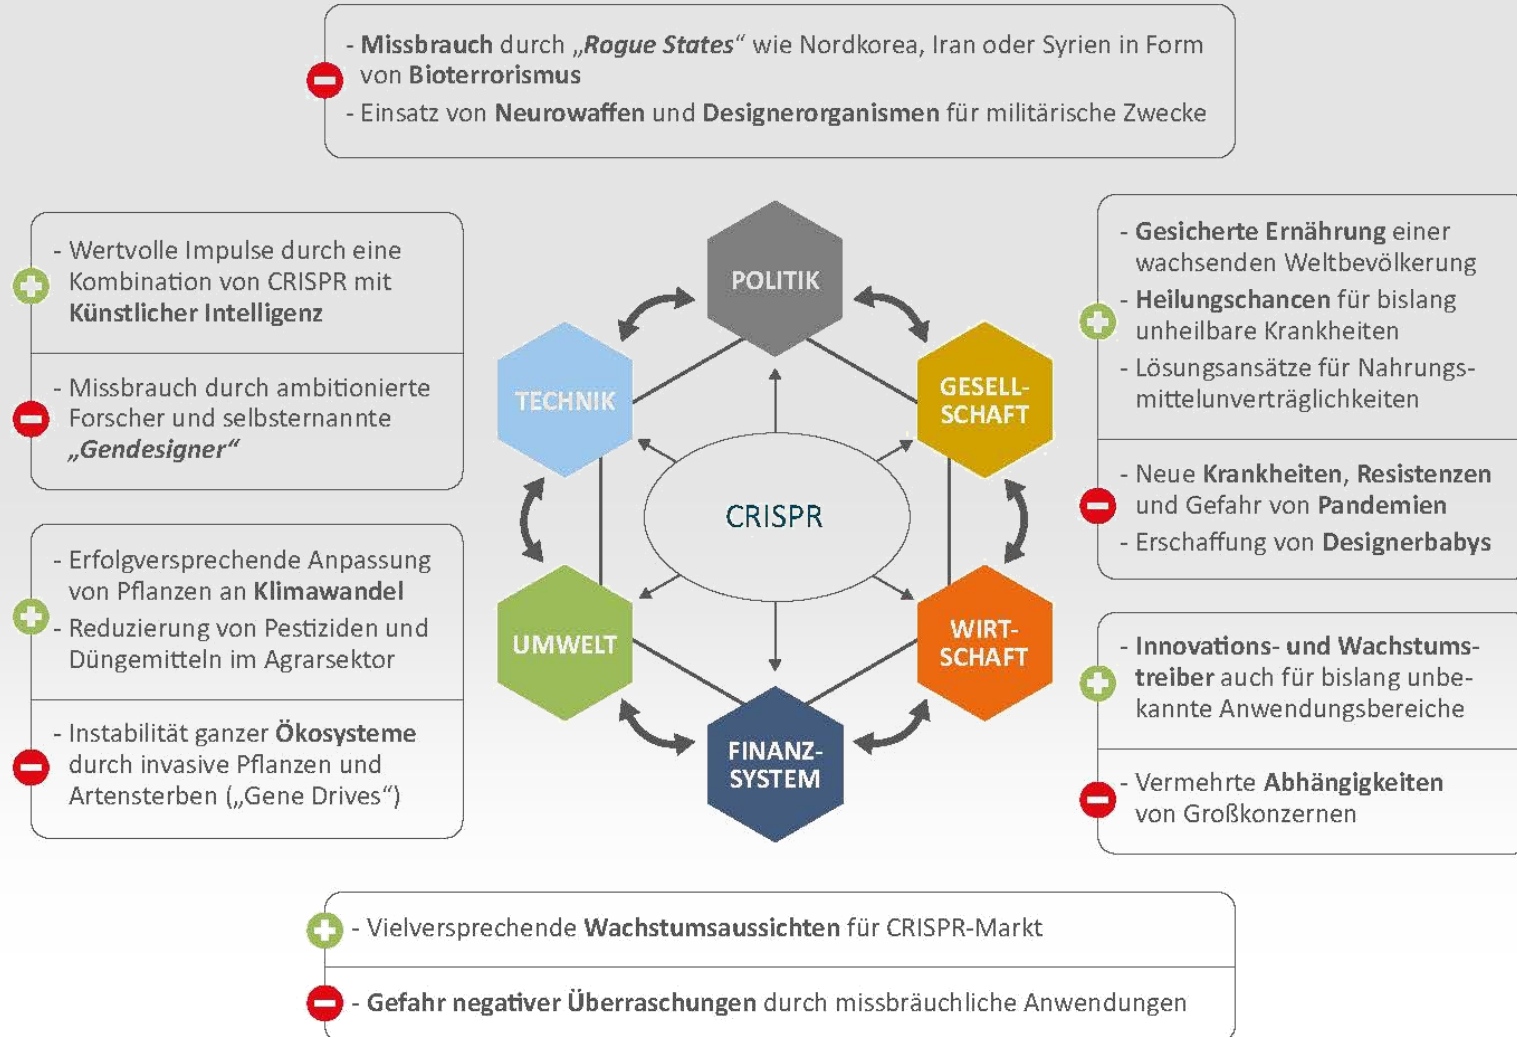 - Missbrauch durch „Rogue States“ wie Nordkorea, Iran oder Syrien in Form
von Bioterrorismus
- Einsatz von Neurowaffen und Designerorganismen für militärische Zwecke
- Wertvolle Impulse durch eine
Kombination von CRISPR mit
Künstlicher Intelligenz
- Missbrauch durch ambitionierte
Forscher und selbsternannte
„Gendesigner“
- Erfolgversprechende Anpassung
von Pflanzen an Klimawandel
- Reduzierung von Pestiziden und
Düngemitteln im Agrarsektor
- Instabilität ganzer Ökosysteme
durch invasive Pflanzen und
Artensterben („Gene Drives“)
POLITIK
TECHNIK
GESELL-
SCHAFT
CRISPR
UMWELT
WIRT-
SCHAFT
FINANZ-
SYSTEM
- Gesicherte Ernährung einer
wachsenden Weltbevölkerung
- Heilungschancen für bislang
unheilbare Krankheiten
- Lösungsansätze für Nahrungs-
mittelunverträglichkeiten
- Neue Krankheiten, Resistenzen
und Gefahr von Pandemien
- Erschaffung von Designerbabys
- Innovations- und Wachstums-
treiber auch für bislang unbe-
kannte Anwendungsbereiche
- Vermehrte Abhängigkeiten
von Großkonzernen
- Vielversprechende Wachstumsaussichten für CRISPR-Markt
- Gefahr negativer Überraschungen durch missbräuchliche Anwendungen